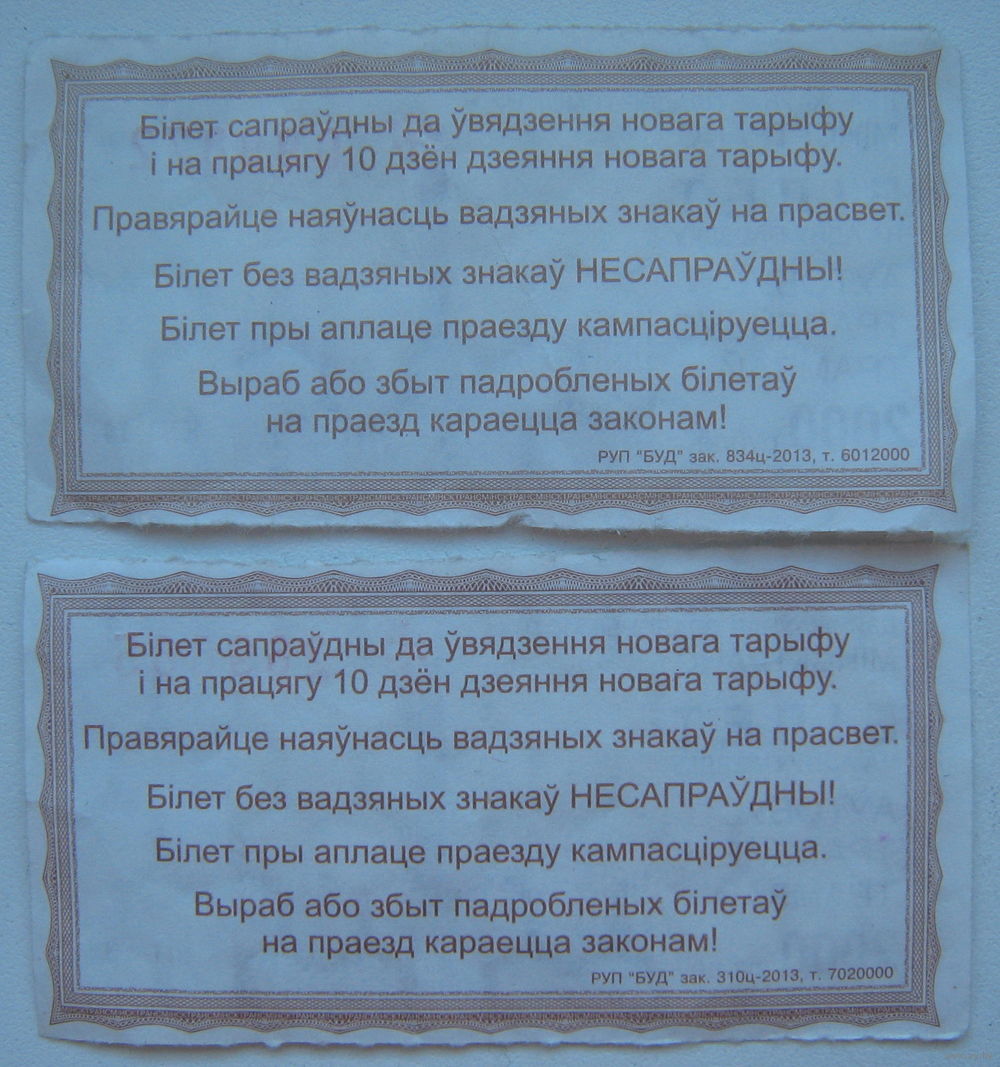 Білет сапраўдны да ўвядзення новага тарыфу
і на працягу 10 дзён дзеяння новага тарыфу.
Правярайце наяўнасць вадзяных знакаў на прасвет.
Білет без вадзяных знакаў НЕСАПРАЎДНЫ!
Білет пры аплаце праезду кампасціруецца.
Выраб або збыт падробленых білетаў
на праезд караецца законам!
РУП "БУД" зак. 834ц-2013, т. 6012000
Білет сапраўдны да ўвядзення новага тарыфу
і на працягу 10 дзён дзеяння новага тарыфу.
Правярайце наяўнасць вадзяных знакаў на прасвет.
Білет без вадзяных знакаў НЕСАПРАЎДНЫ!
Білет пры аплаце праезду кампасціруецца.
Выраб або збыт падробленых білетаў
на праезд караецца законам!
РУП "БУД" зак. 310ц-2013, т. 7020000